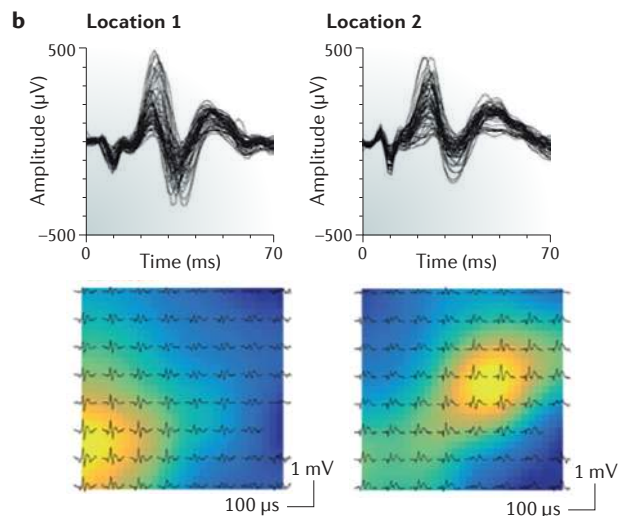 b
Location 1
Location 2
500
Amplitude (µV)
−500
0
70
Time (ms)
500
Amplitude (µV)
−500
0
70
Time (ms)
1 mV
100 µs
1 mV
100 µs